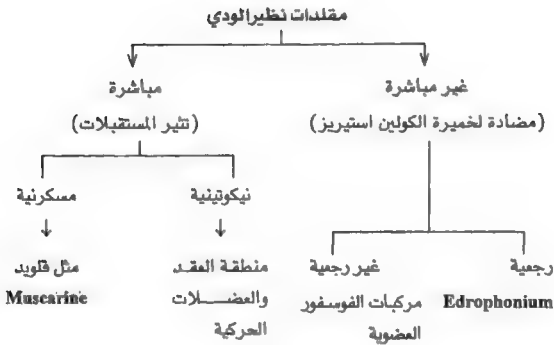 مقلدات نظير الودي
مباشرة
(تثير المستقبلات)
غير مباشرة
(مضادة لخميرة الكولين استيريز)
مسكرنية
مثل قلويد
Muscarine
نيكوتينية
منطقة العقد
والعضلات
الحركية
غير رجعية
مركبات الفوسفور
العضوية
رجعية
Edrophonium